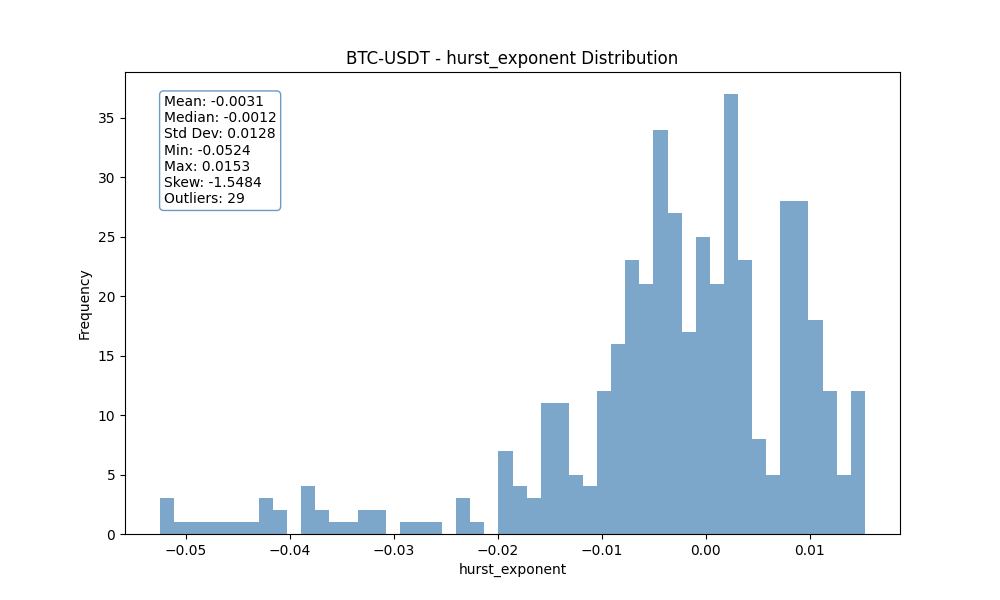 BTC-USDT - hurst_exponent Distribution
Mean: -0.0031
Median: -0.0012
Std Dev: 0.0128
Min: -0.0524
Max: 0.0153
Skew: -1.5484
Outliers: 29
35
30
25
20
15
10
5
0
Frequency
−0.05 −0.04 −0.03 −0.02 −0.01 0.00 0.01
hurst_exponent